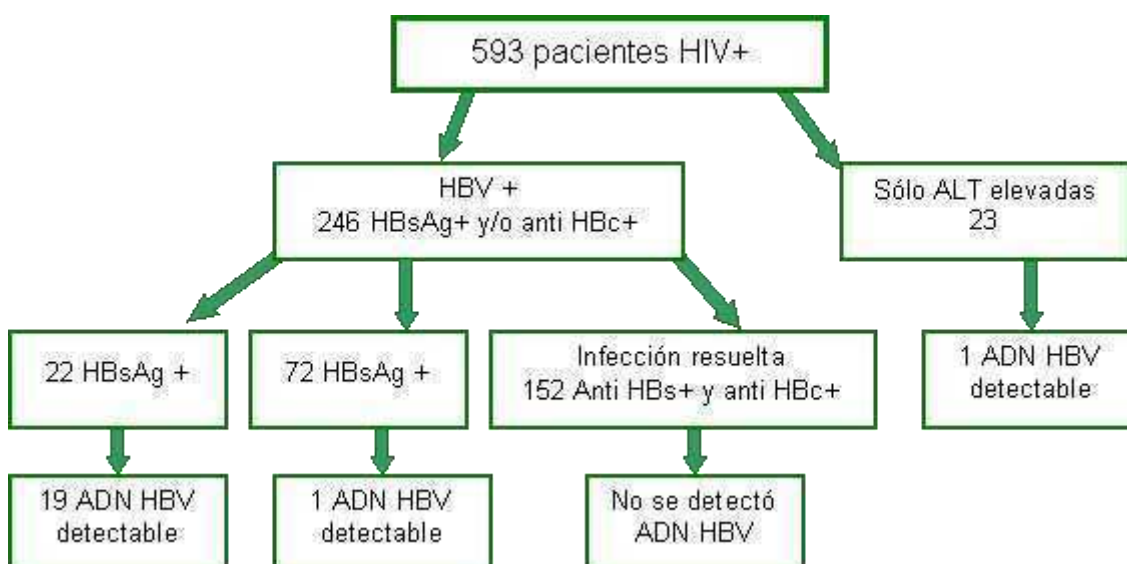 593 pacientes HIV+
HBV +
246 HBsAg+ y/o anti HBc+
Sólo ALT elevadas
23
22 HBsAg +
72 HBsAg +
Infección resuelta
152 Anti HBs+ y anti HBc+
1 ADN HBV
detectable
19 ADN HBV
detectable
1 ADN HBV
detectable
No se detectó
ADN HBV